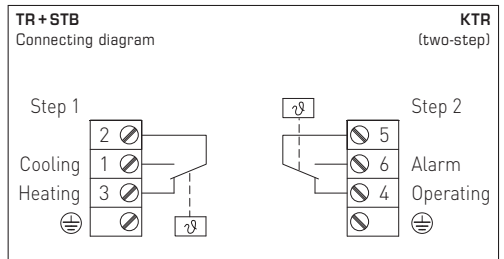 TR+STB KTR
Connecting diagram (two-step)
Step 1 ϑ Step 2
2 5
Cooling 1 6 Alarm
Heating 3 4 Operating
ϑ